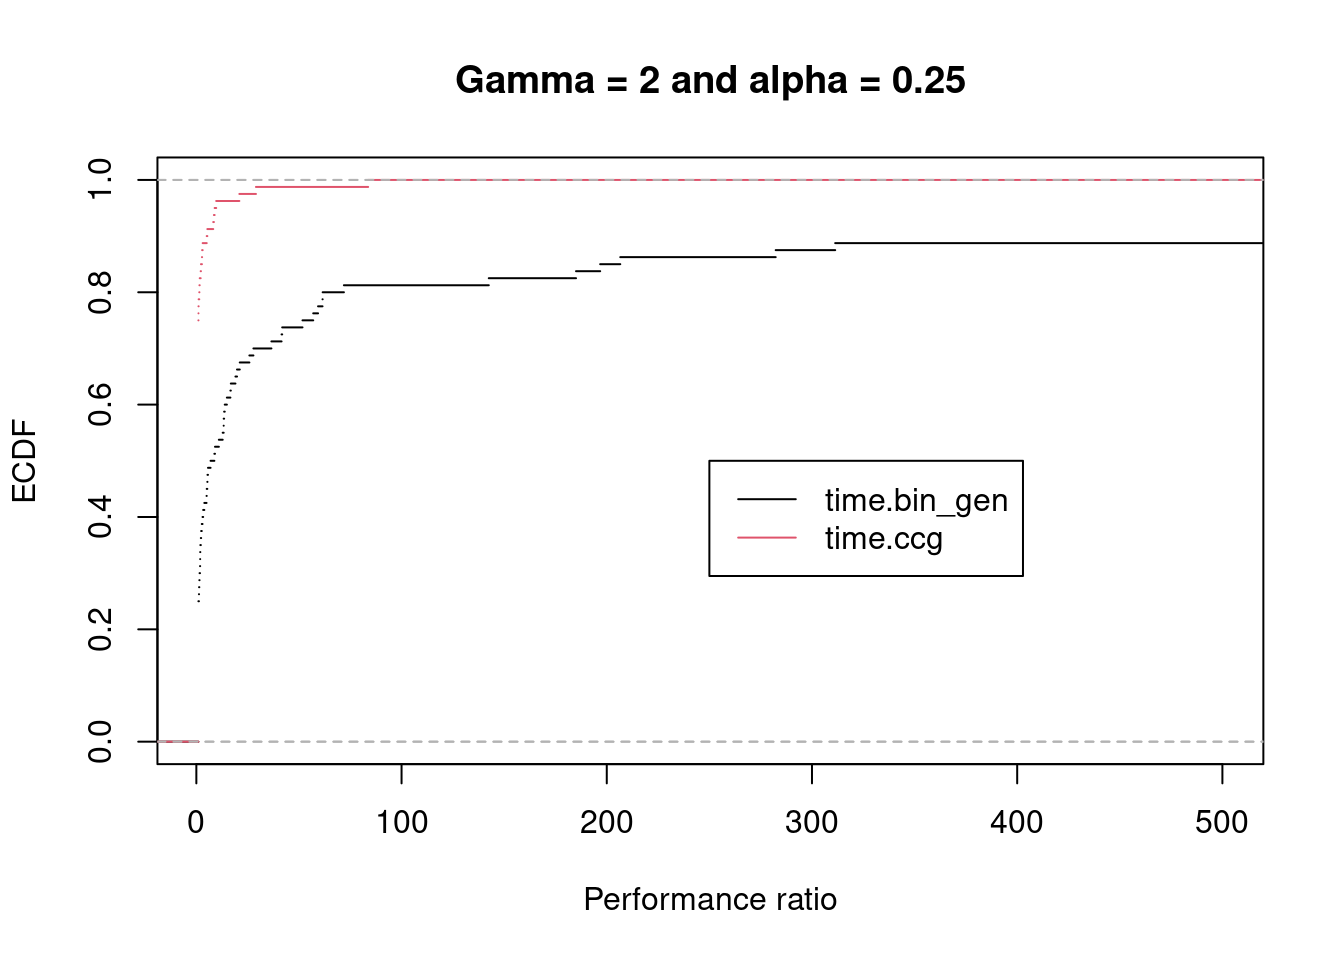 Gamma = 2 and alpha = 0.25
ECDF
1.0
0.8
0.6
0.4
0.2
0.0
time.bin_gen
time.ccg
0 100 200 300 400 500
Performance ratio